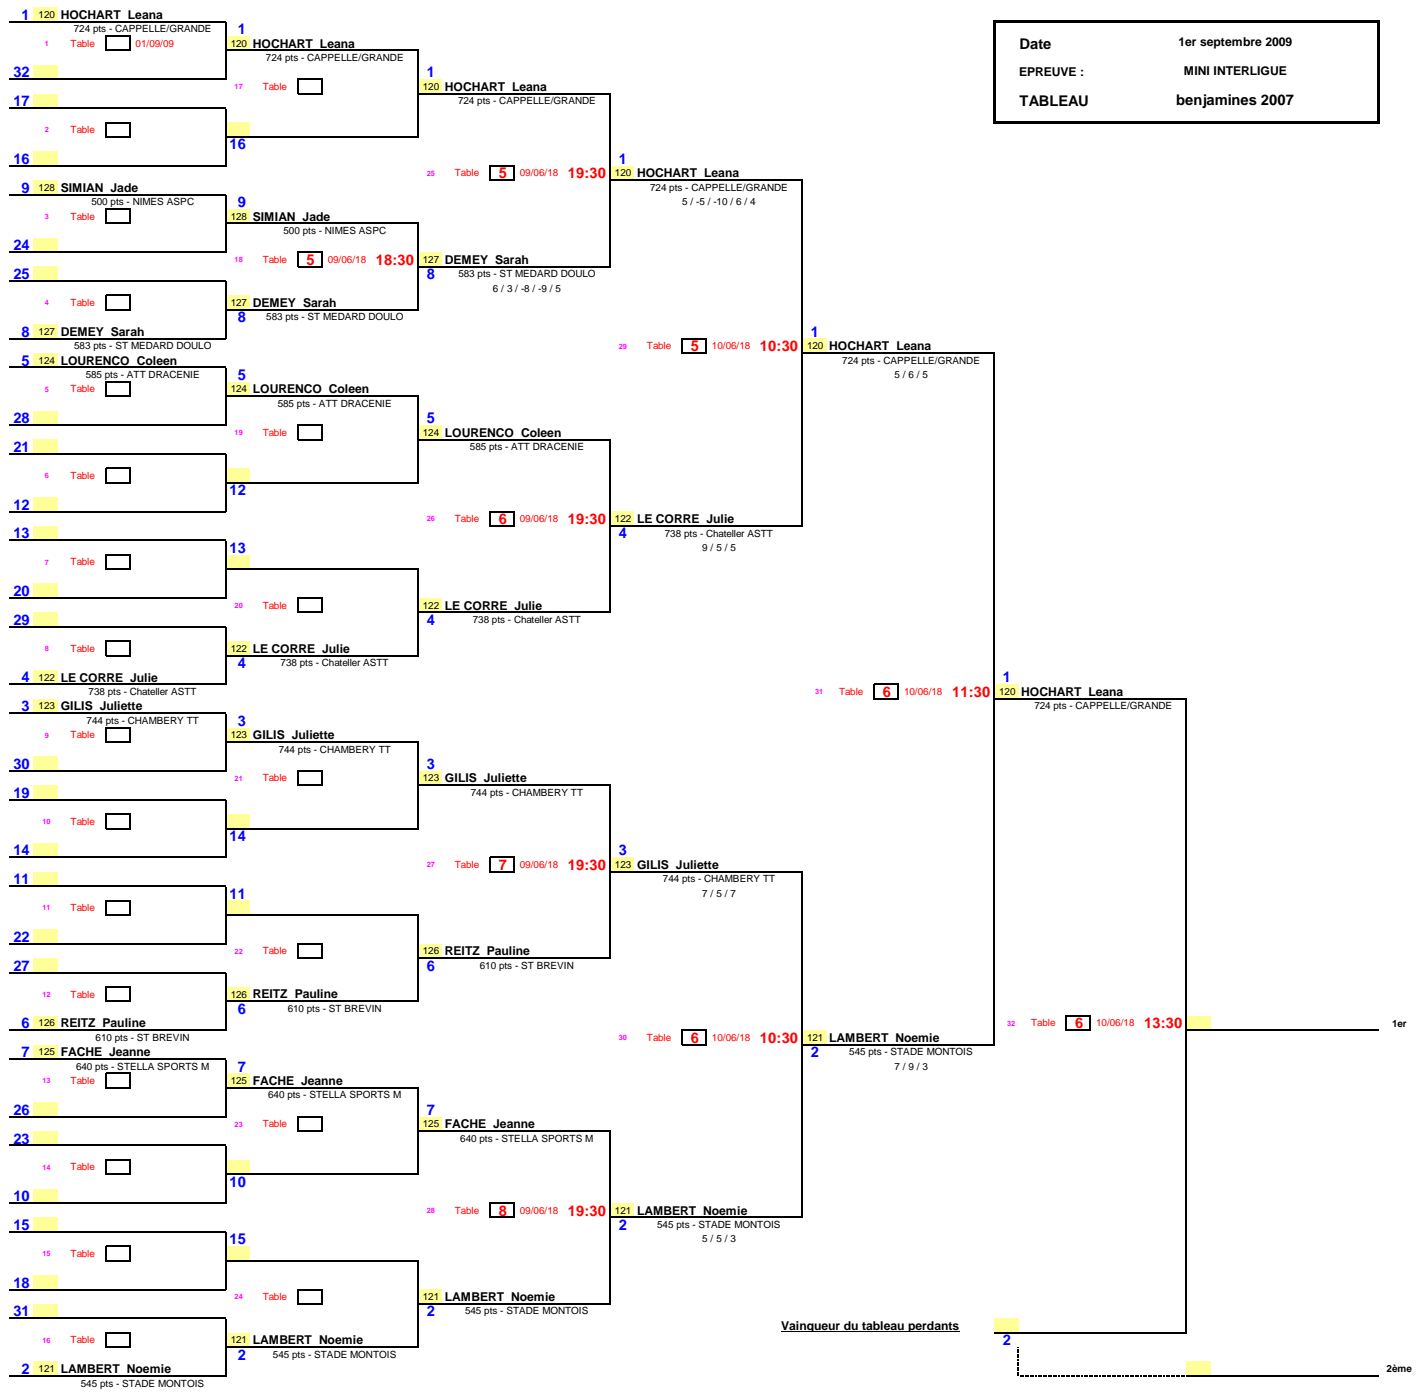 Date 1er septembre 2009
EPREUVE : MINI INTERLIGUE
TABLEAU benjamines 2007
1 120 HOCHART Leana
724 pts - CAPPELLE/GRANDE
1 Table 01/09/09
32
17
2 Table
16
9 128 SIMIAN Jade
500 pts - NIMES ASPC
3 Table
24
25
4 Table
8 127 DEMEY Sarah
583 pts - ST MEDARD DOULO
5 124 LOURENCO Coleen
585 pts - ATT DRACENIE
5 Table
28
21
6 Table
12
13
7 Table
20
29
8 Table
4 122 LE CORRE Julie
738 pts - Chateller ASTT
3 123 GILIS Juliette
744 pts - CHAMBERY TT
9 Table
30
19
10 Table
14
11
11 Table
22
27
12 Table
6 126 REITZ Pauline
610 pts - ST BREVIN
7 125 FACHE Jeanne
640 pts - STELLA SPORTS M
13 Table
26
23
14 Table
10
15
15 Table
18
31
16 Table
2 121 LAMBERT Noemie
545 pts - STADE MONTOIS
1
120 HOCHART Leana
724 pts - CAPPELLE/GRANDE
17 Table
16
9
128 SIMIAN Jade
500 pts - NIMES ASPC
18 Table 5 09/06/18 18:30
127 DEMEY Sarah
8 583 pts - ST MEDARD DOULO
5
124 LOURENCO Coleen
585 pts - ATT DRACENIE
19 Table
12
13
20 Table
122 LE CORRE Julie
4 738 pts - Chateller ASTT
3
123 GILIS Juliette
744 pts - CHAMBERY TT
21 Table
14
11
22 Table
126 REITZ Pauline
6 610 pts - ST BREVIN
7
125 FACHE Jeanne
640 pts - STELLA SPORTS M
23 Table
10
15
24 Table
121 LAMBERT Noemie
2 545 pts - STADE MONTOIS
1
120 HOCHART Leana
724 pts - CAPPELLE/GRANDE
25 Table 5 09/06/18 19:30
127 DEMEY Sarah
8 583 pts - ST MEDARD DOULO
6 / 3 / -8 / -9 / 5
5
124 LOURENCO Coleen
585 pts - ATT DRACENIE
26 Table 6 09/06/18 19:30
122 LE CORRE Julie
4 738 pts - Chateller ASTT
3
123 GILIS Juliette
744 pts - CHAMBERY TT
27 Table 7 09/06/18 19:30
126 REITZ Pauline
6 610 pts - ST BREVIN
7
125 FACHE Jeanne
640 pts - STELLA SPORTS M
28 Table 8 09/06/18 19:30
121 LAMBERT Noemie
2 545 pts - STADE MONTOIS
1
120 HOCHART Leana
724 pts - CAPPELLE/GRANDE
5 / -5 / -10 / 6 / 4
29 Table 5 10/06/18 10:30
122 LE CORRE Julie
4 738 pts - Chateller ASTT
9 / 5 / 5
3
123 GILIS Juliette
744 pts - CHAMBERY TT
7 / 5 / 7
30 Table 6 10/06/18 10:30
121 LAMBERT Noemie
2 545 pts - STADE MONTOIS
5 / 5 / 3
1
120 HOCHART Leana
724 pts - CAPPELLE/GRANDE
5 / 6 / 5
31 Table 6 10/06/18 11:30
121 LAMBERT Noemie
2 545 pts - STADE MONTOIS
7 / 9 / 3
1
120 HOCHART Leana
724 pts - CAPPELLE/GRANDE
32 Table 6 10/06/18 13:30
1er
Vainqueur du tableau perdants
2
2ème